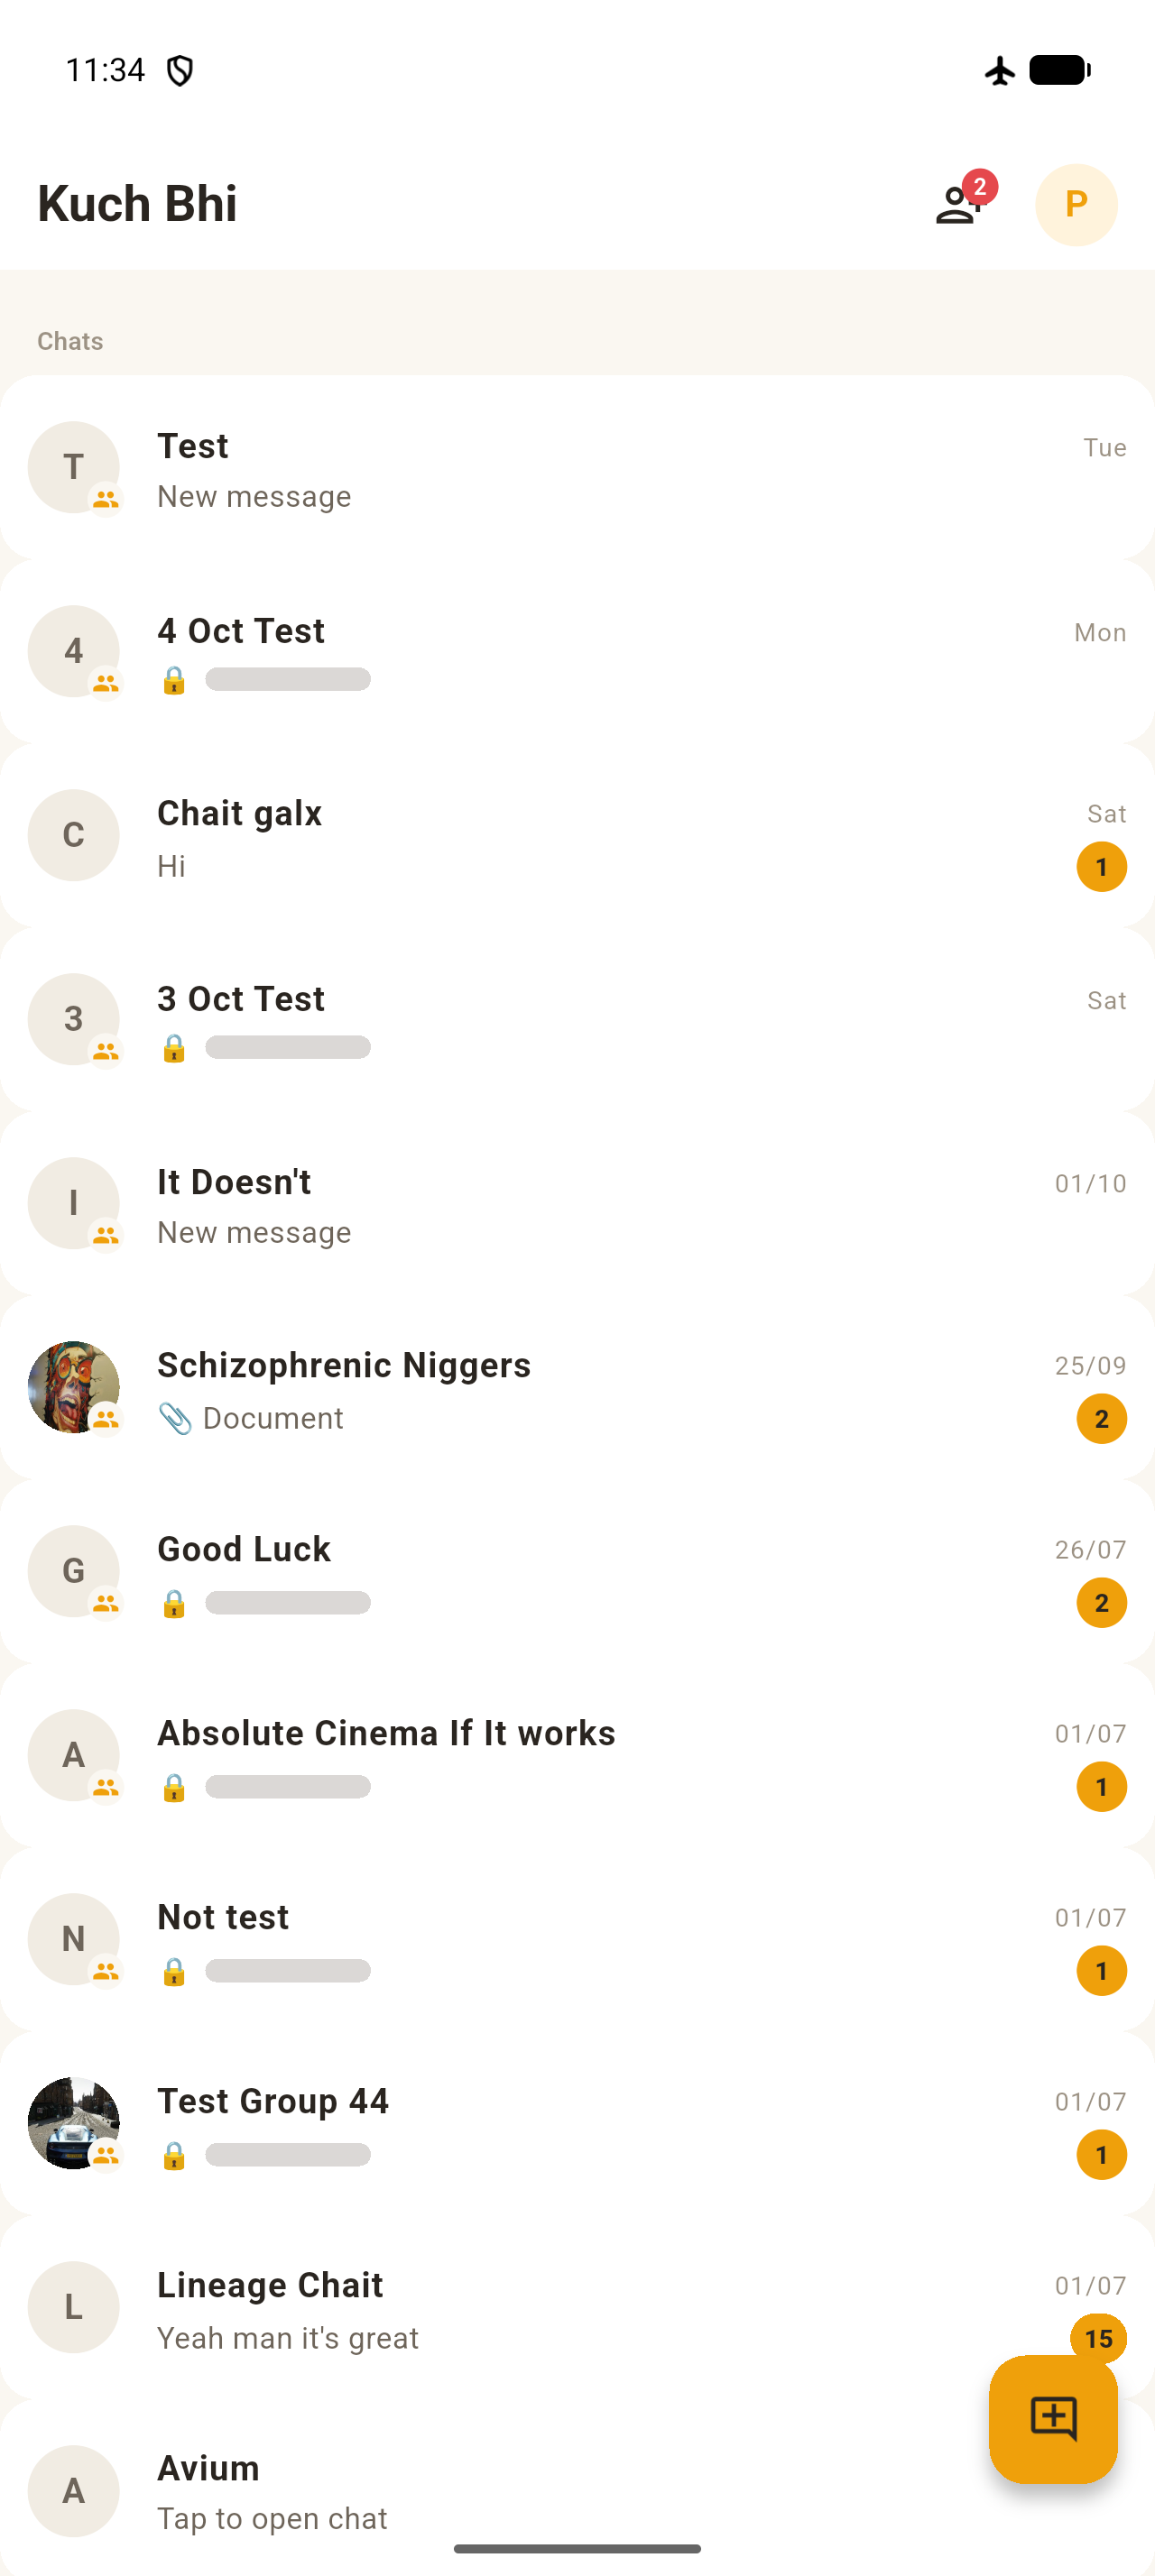 11:34
Kuch Bhi
2
P
Chats
T
Test
Tue
New message
4
4 Oct Test
Mon
C
Chait galx
Sat
Hi
1
3
3 Oct Test
Sat
I
It Doesn't
01/10
New message
Schizophrenic Niggers
25/09
Document
2
G
Good Luck
26/07
2
A
Absolute Cinema If It works
01/07
1
N
Not test
01/07
1
Test Group 44
01/07
1
L
Lineage Chait
01/07
Yeah man it's great
15
A
Avium
Tap to open chat